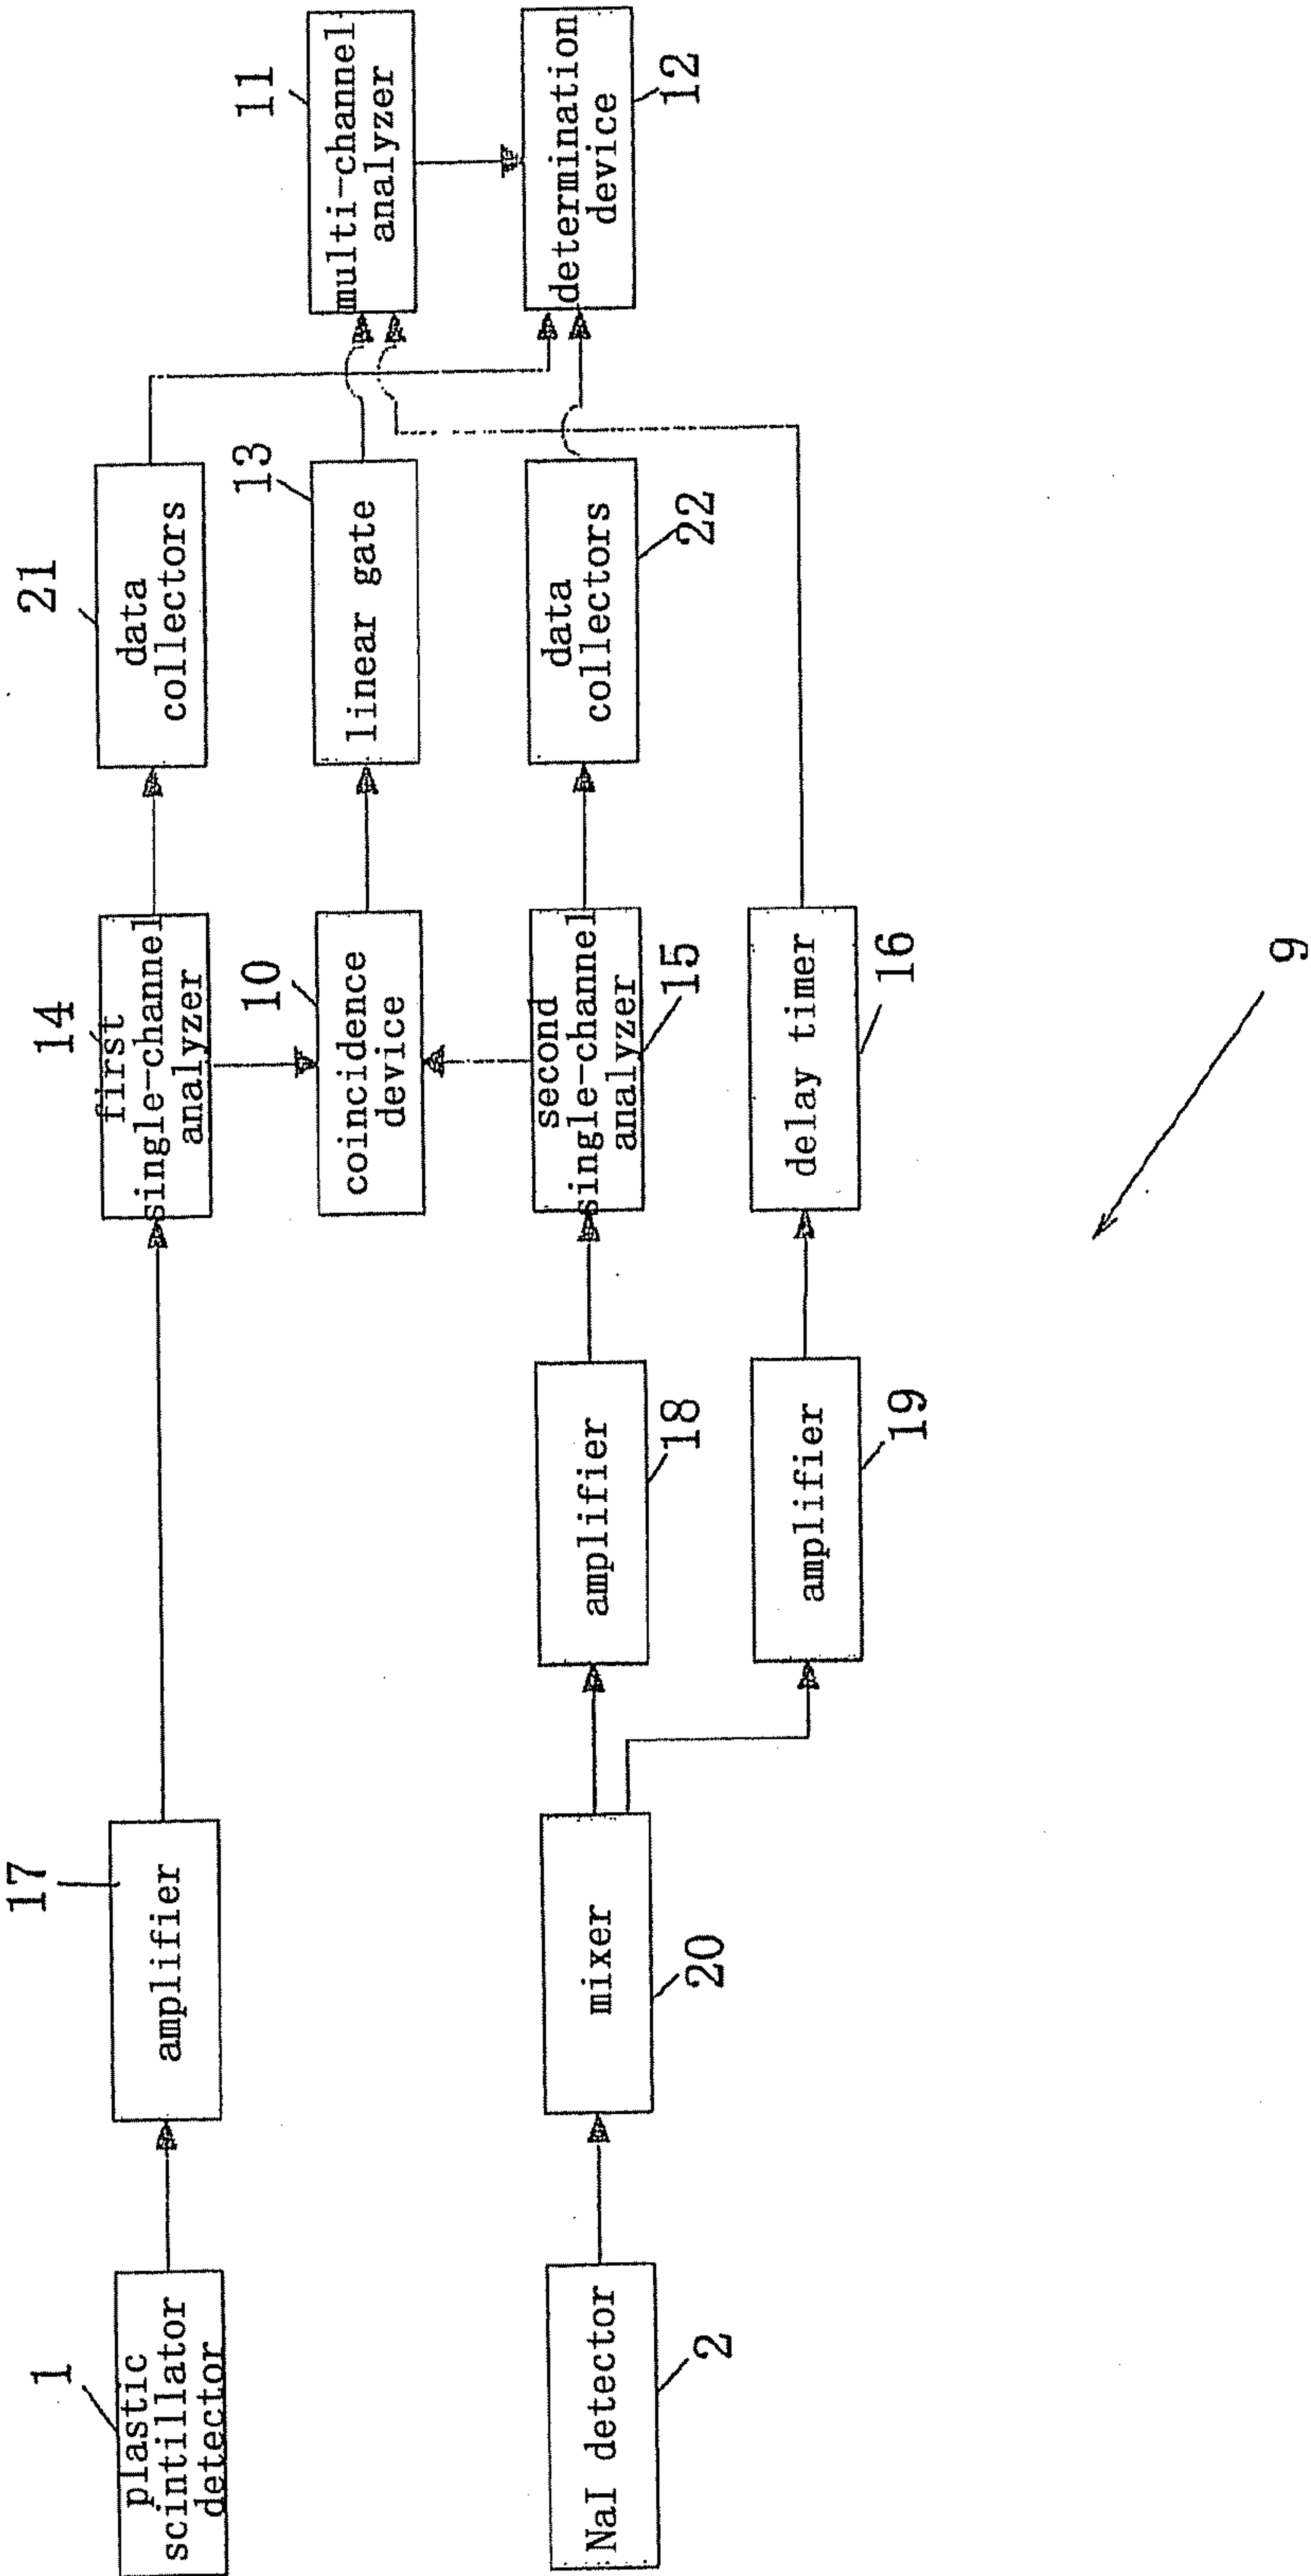 1
plastic
scintillator
detector
17
amplifier
14
first
single-channel
analyzer
21
data
collectors
10
coincidence
device
13
linear gate
11
multi-channel
analyzer
NaI detector
2
mixer
20
amplifier
18
second
single-channel
analyzer
15
data
collectors
22
determination
device
12
amplifier
19
delay timer
16
9